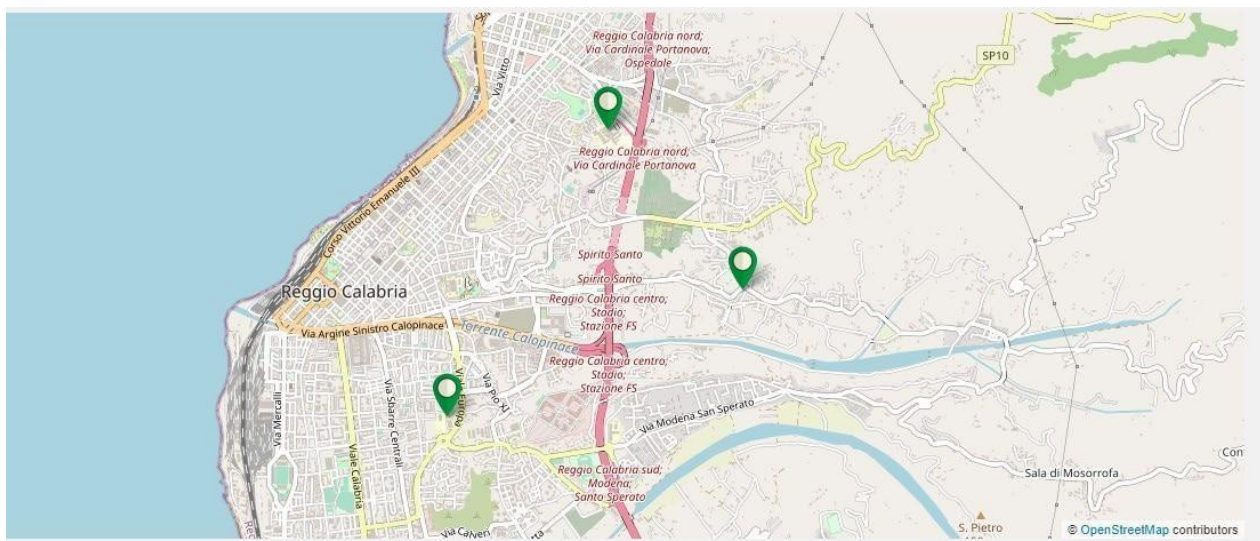 Reggio Calabria nord;
Via Cardinale Portanova;
Ospedale
Via Vitto
SP10
Reggio Calabria nord;
Via Cardinale Portanova
Corso Vittorio Emanuele III
Spirito Santo
Spirito Santo
Reggio Calabria
Reggio Calabria centro;
Stadio;
Stazione FS
Via Argine Sinistro Calopinace
Torrente Calopinace
Reggio Calabria centro;
Stadio;
Stazione FS
Via Pio XI
Via Sbarre Centrali
Via Mercalli
Viale Calabria
Via Modena San Sperato
Reggio Calabria sud;
Modena;
Santo Sperato
Sala di Mosorrofa
Con
Via Calveri
S. Pietro
© OpenStreetMap contributors